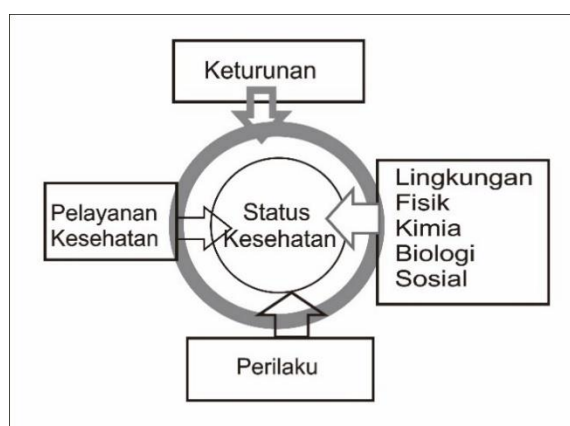 Keturunan
Pelayanan
Kesehatan
Status
Kesehatan
Lingkungan
Fisik
Kimia
Biologi
Sosial
Perilaku